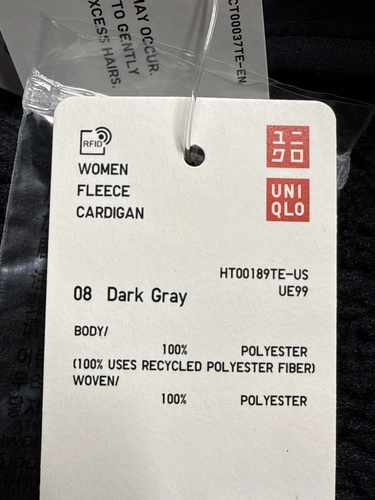 CT00037TE-EN
MAY OCCUR.
TO GENTLY
EXCESS HAIRS.
RFID
ユニ
クロ
WOMEN
FLEECE
CARDIGAN
UNI
QLO
HT00189TE-US
UE99
08 Dark Gray
BODY/
100% POLYESTER
(100% USES RECYCLED POLYESTER FIBER)
WOVEN/
100% POLYESTER